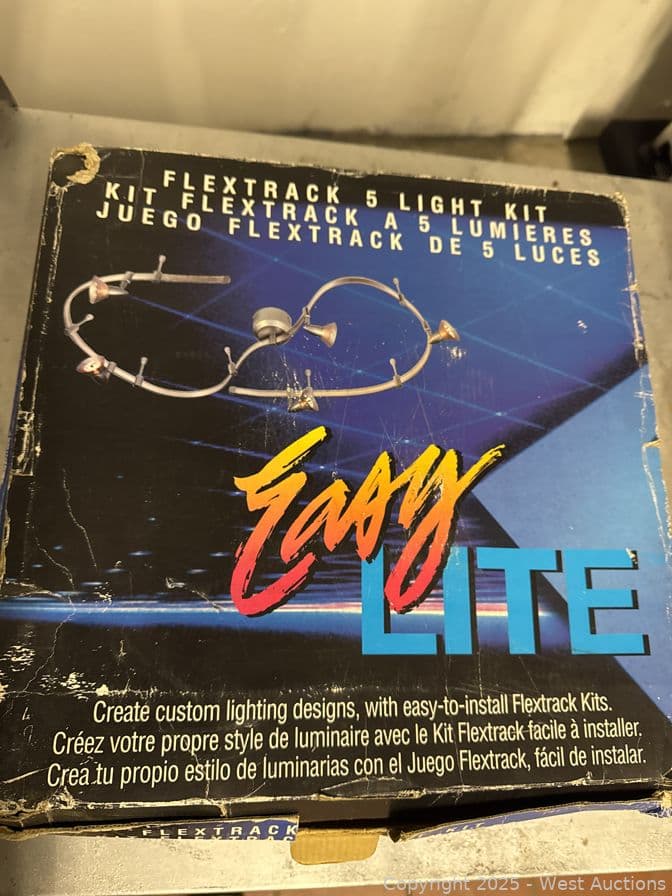 FLEXTRACK 5 LIGHT KIT
KIT FLEXTRACK A 5 LUMIERES
JUEGO FLEXTRACK DE 5 LUCES
Easy
LITE
Create custom lighting designs, with easy-to-install Flextrack Kits.
Créez votre propre style de luminaire avec le Kit Flextrack facile à installer.
Crea tu propio estilo de luminarias con el Juego Flextrack, fácil de instalar.
FLEXTRACK
Copyright 2025 - West Auctions